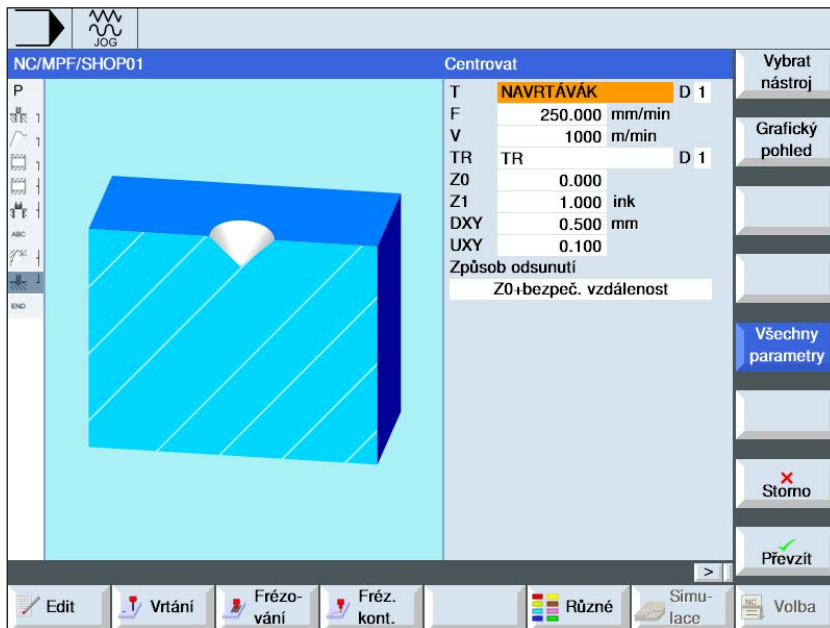 JOG
NC/MPF/SHOP01
Centrovat
P
ABC
END
T NAVRTÁVÁK D 1
F 250.000 mm/min
V 1000 m/min
TR TR D 1
Z0 0.000
Z1 1.000 ink
DXY 0.500 mm
UXY 0.100
Způsob odsunutí
Z0+bezpeč. vzdálenost
Vybrat
nástroj
Grafický
pohled
Všechny
parametry
Storno
Převzít
>
Edit
Vrtání
Frézo-
vání
Fréz.
kont.
Různé
Simu-
lace
NC
Volba